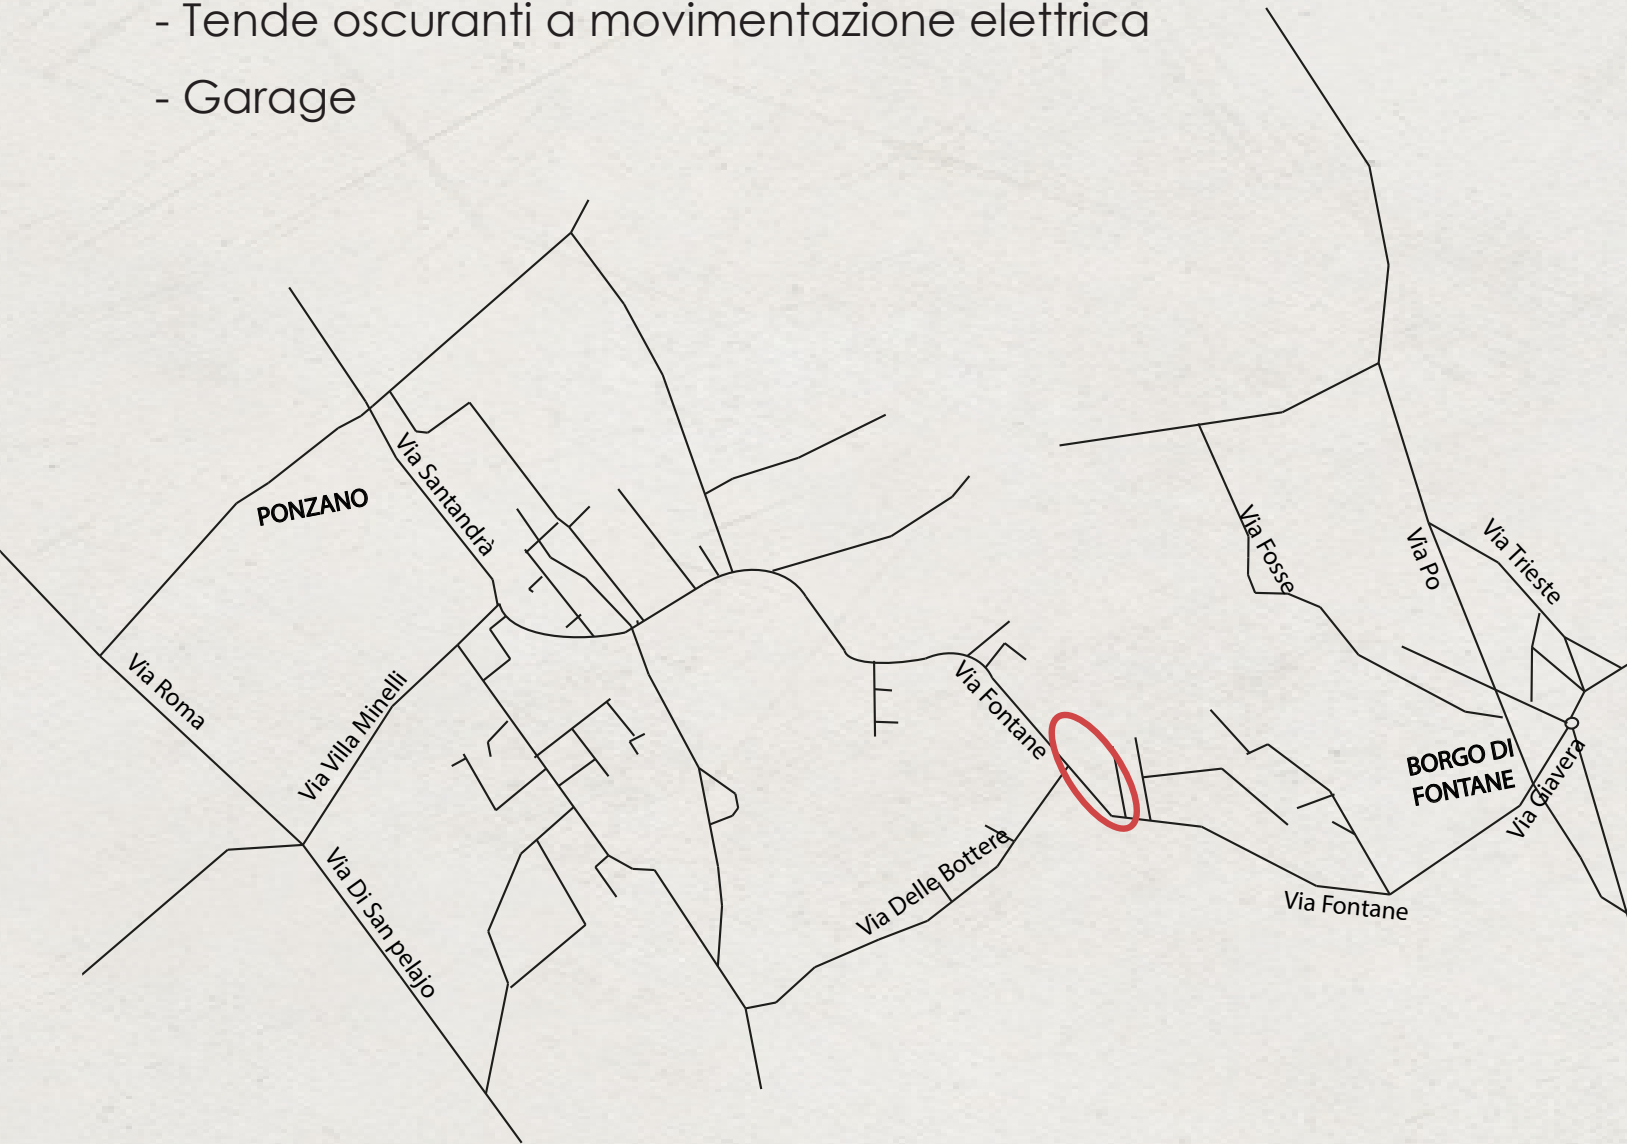 - Tende oscuranti a movimentazione elettrica
- Garage
Via Santandrà
PONZANO
Via Fosse
Via Po
Via Trieste
Via Roma
Via Villa Minelli
Via Fontane
BORGO DI
FONTANE
Via Giavera
Via Delle Bottere
Via Di San pelajo
Via Fontane